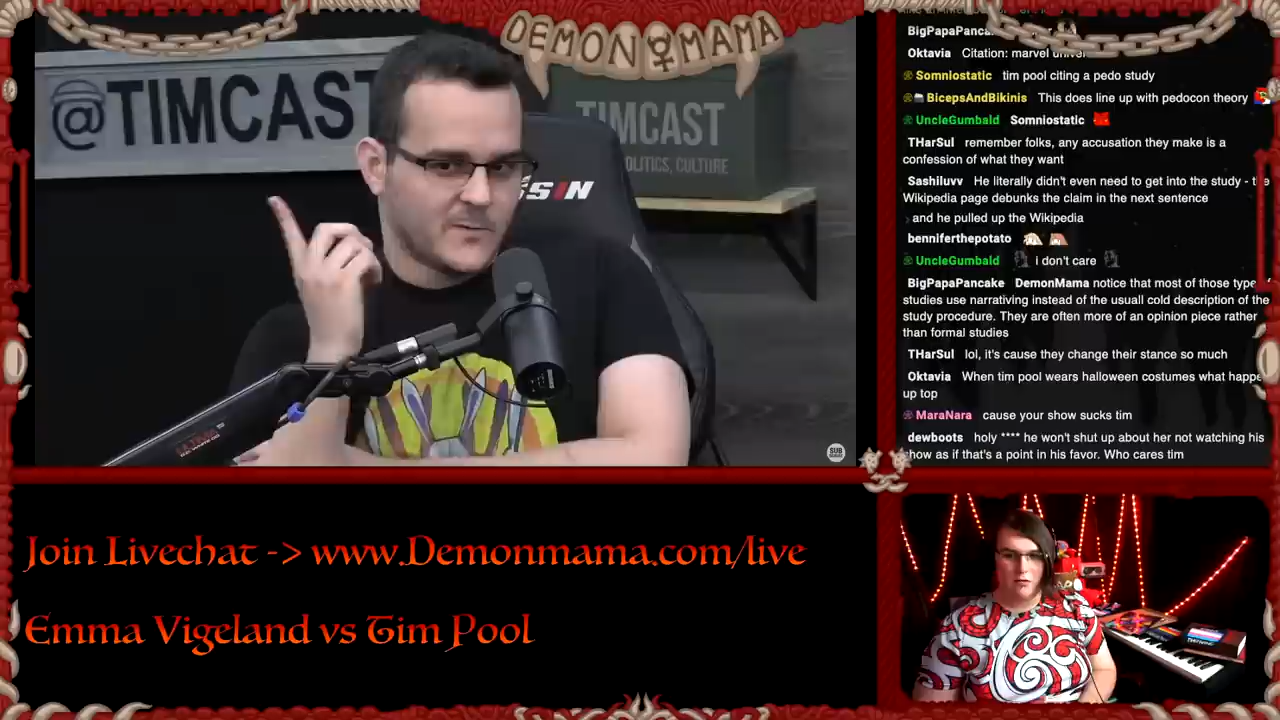 DEMON MAMA
@TIMCAST
TIMCAST
POLITICS, CULTURE
BigPapaPanca
Oktavia Citation: marvel
Somniostatic tim pool citing a pedo study
BicepsAndBikinis This does line up with pedocon theory
UncleGumbald Somniostatic
THarSul remember folks, any accusation they make is a
confession of what they want
Sashiluvv He literally didn't even need to get into the study - the
Wikipedia page debunks the claim in the next sentence
and he pulled up the Wikipedia
benniferthepotato
UncleGumbald i don't care
BigPapaPancake DemonMama notice that most of those type
studies use narrativing instead of the usuall cold description of the
study procedure. They are often more of an opinion piece rather
than formal studies
THarSul lol, it's cause they change their stance so much
Oktavia When tim pool wears halloween costumes what happe
up top
MaraNara cause your show sucks tim
dewboots holy **** he won't shut up about her not watching his
show as if that's a point in his favor. Who cares tim
SUB
Join Livechat -> www.Demonmama.com/live
Emma Vigeland vs Tim Pool